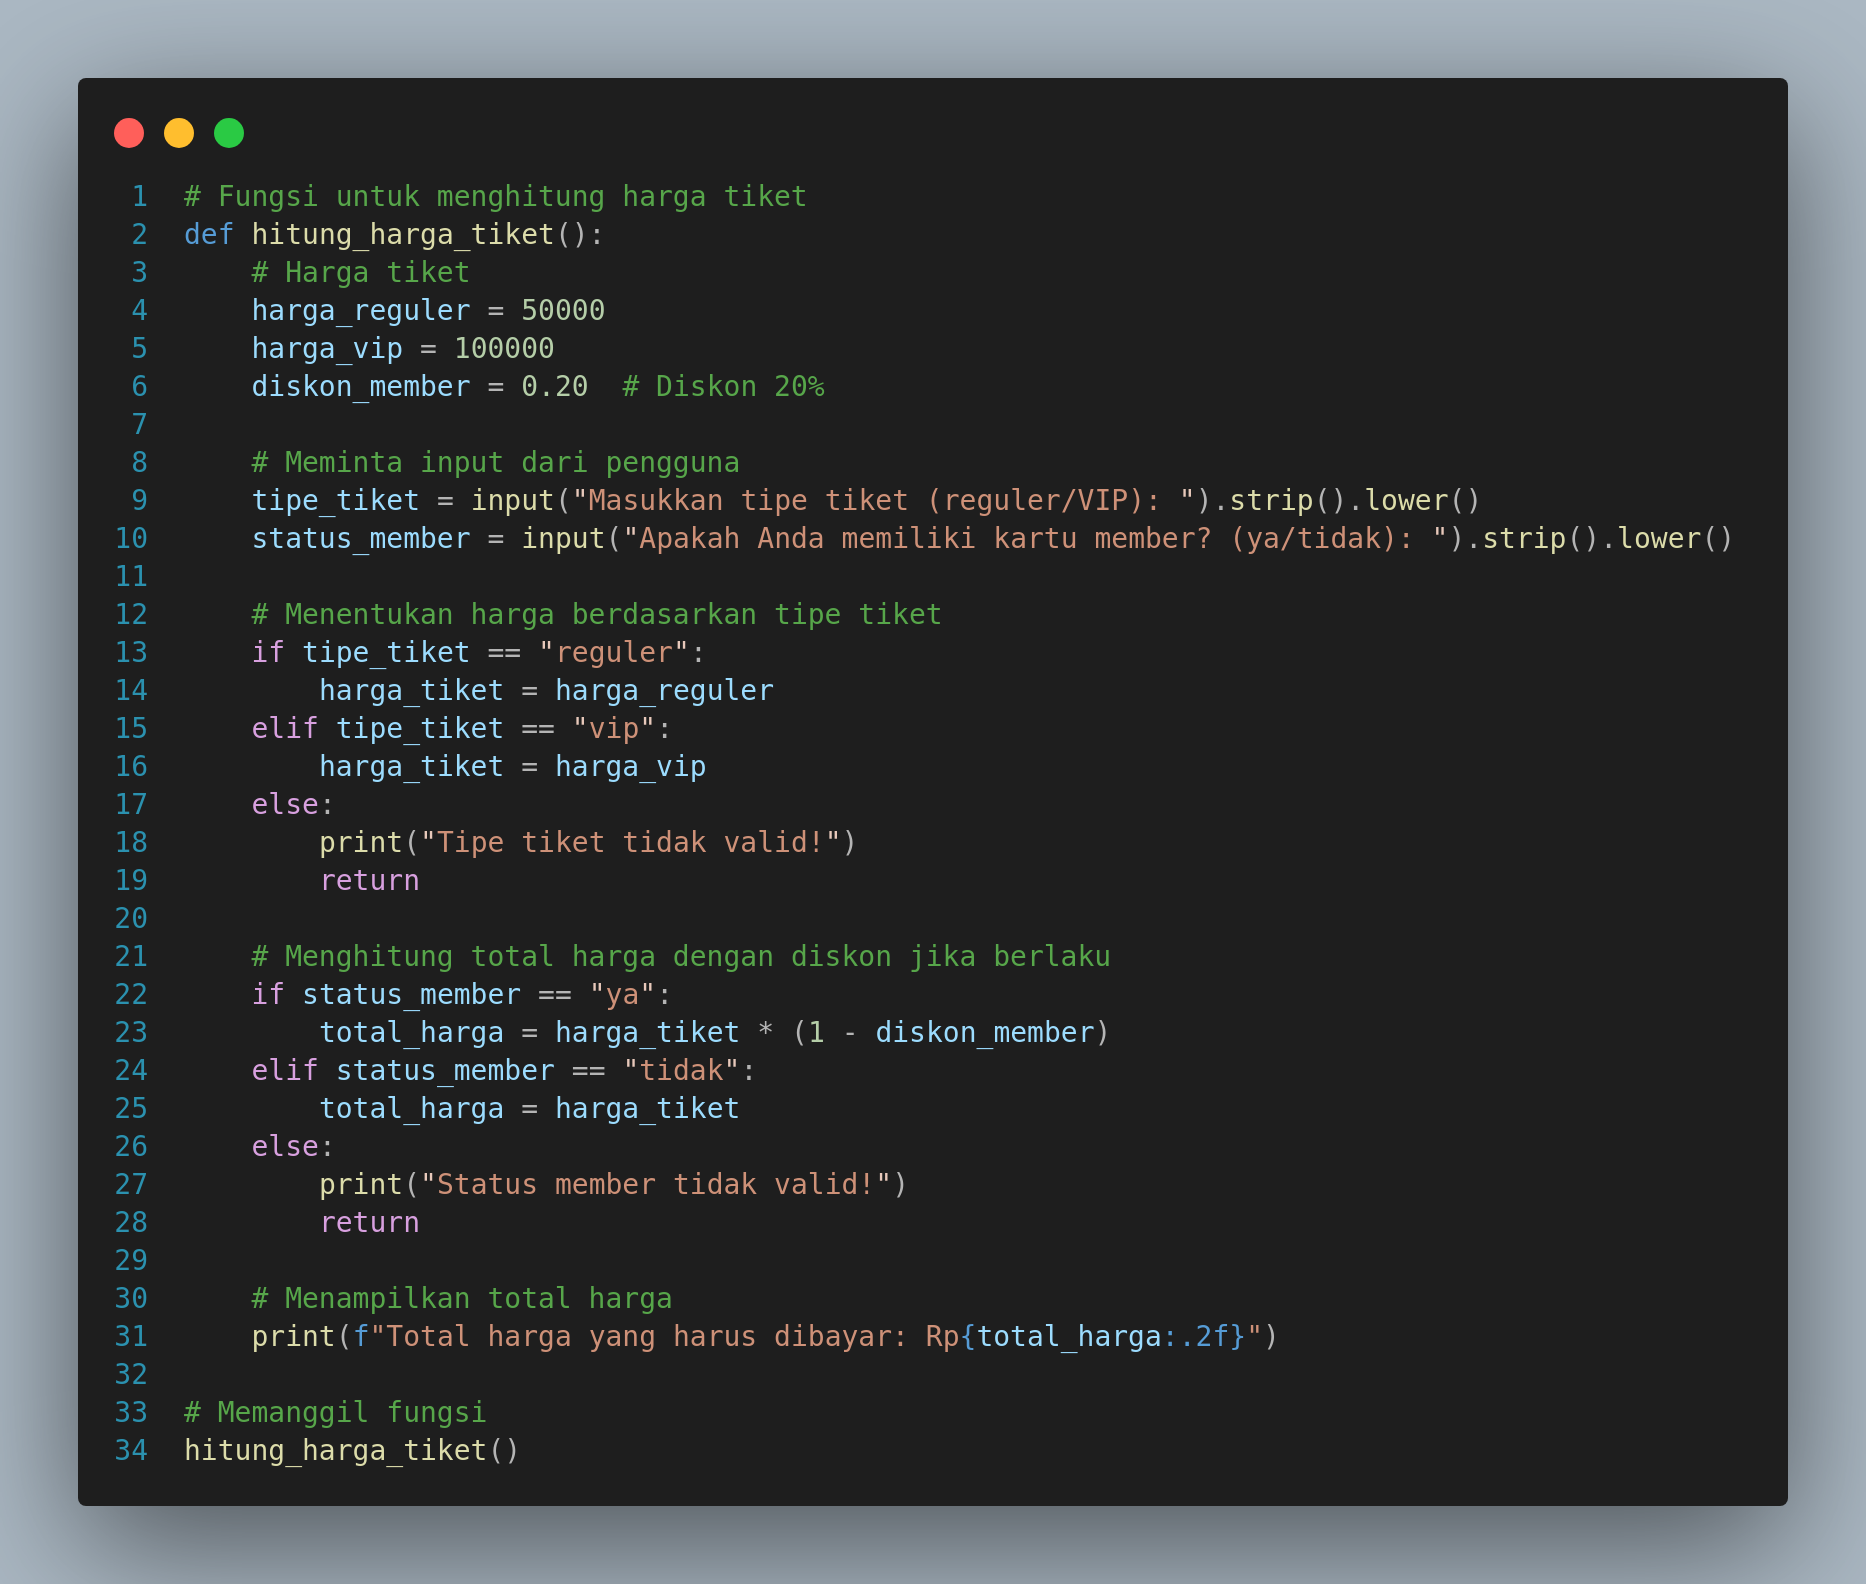 1 # Fungsi untuk menghitung harga tiket
2 def hitung_harga_tiket():
3     # Harga tiket
4     harga_reguler = 50000
5     harga_vip = 100000
6     diskon_member = 0.20  # Diskon 20%
7
8     # Meminta input dari pengguna
9     tipe_tiket = input("Masukkan tipe tiket (reguler/VIP): ").strip().lower()
10     status_member = input("Apakah Anda memiliki kartu member? (ya/tidak): ").strip().lower()
11
12     # Menentukan harga berdasarkan tipe tiket
13     if tipe_tiket == "reguler":
14         harga_tiket = harga_reguler
15     elif tipe_tiket == "vip":
16         harga_tiket = harga_vip
17     else:
18         print("Tipe tiket tidak valid!")
19         return
20
21     # Menghitung total harga dengan diskon jika berlaku
22     if status_member == "ya":
23         total_harga = harga_tiket * (1 - diskon_member)
24     elif status_member == "tidak":
25         total_harga = harga_tiket
26     else:
27         print("Status member tidak valid!")
28         return
29
30     # Menampilkan total harga
31     print(f"Total harga yang harus dibayar: Rp{total_harga:.2f}")
32
33 # Memanggil fungsi
34 hitung_harga_tiket()